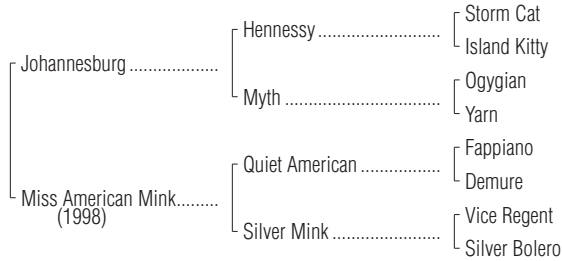 Storm Cat
Hennessy
Island Kitty
Johannesburg
Ogygian
Myth
Yarn
Fappiano
Quiet American
Demure
Miss American Mink
(1998)
Vice Regent
Silver Mink
Silver Bolero